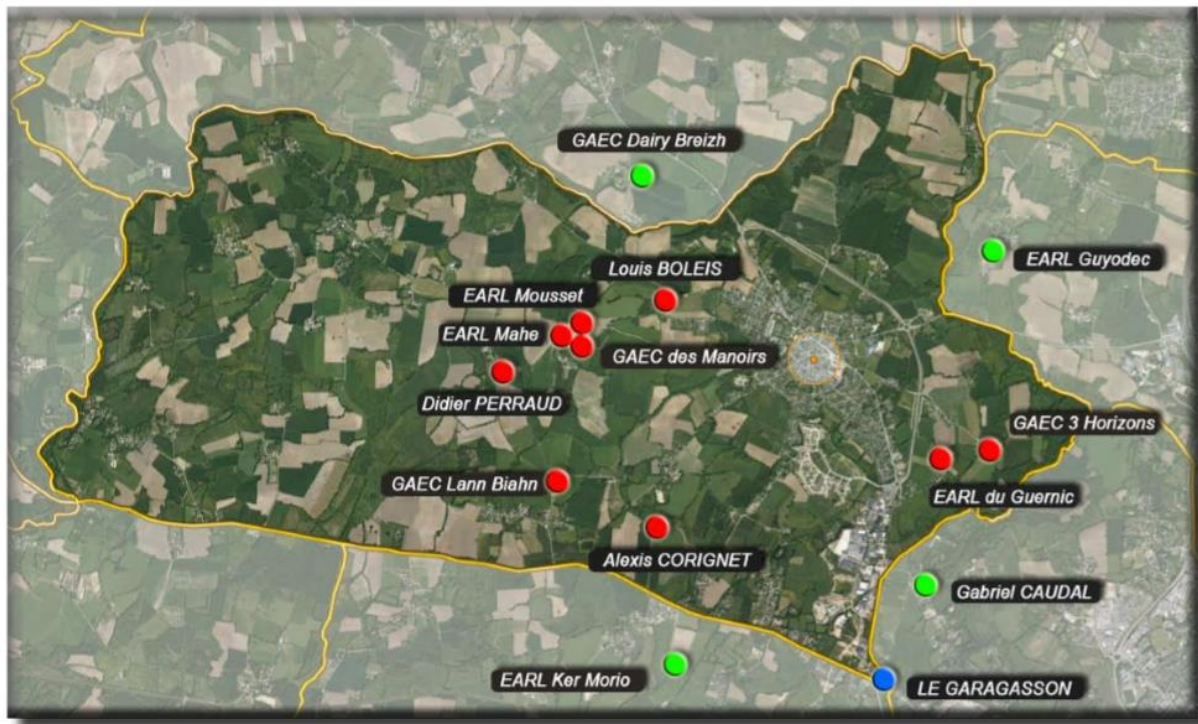 GAEC Dairy Breizh
EARL Guyodec
Louis BOLEIS
EARL Mousset
EARL Mahe
GAEC des Manoirs
Didier PERRAUD
GAEC 3 Horizons
GAEC Lann Biahn
EARL du Guernic
Alexis CORIGNET
Gabriel CAUDAL
EARL Ker Morio
LE GARAGASSON